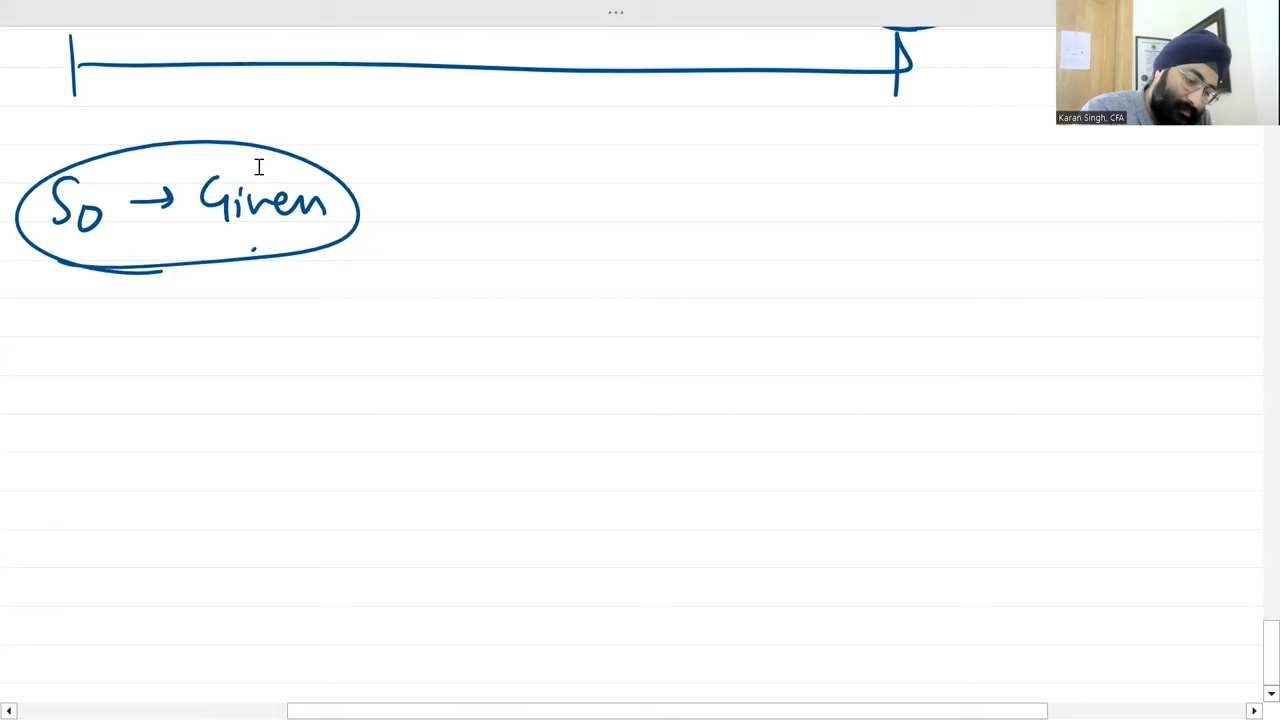 Karan Singh, CFA
S0 → Given